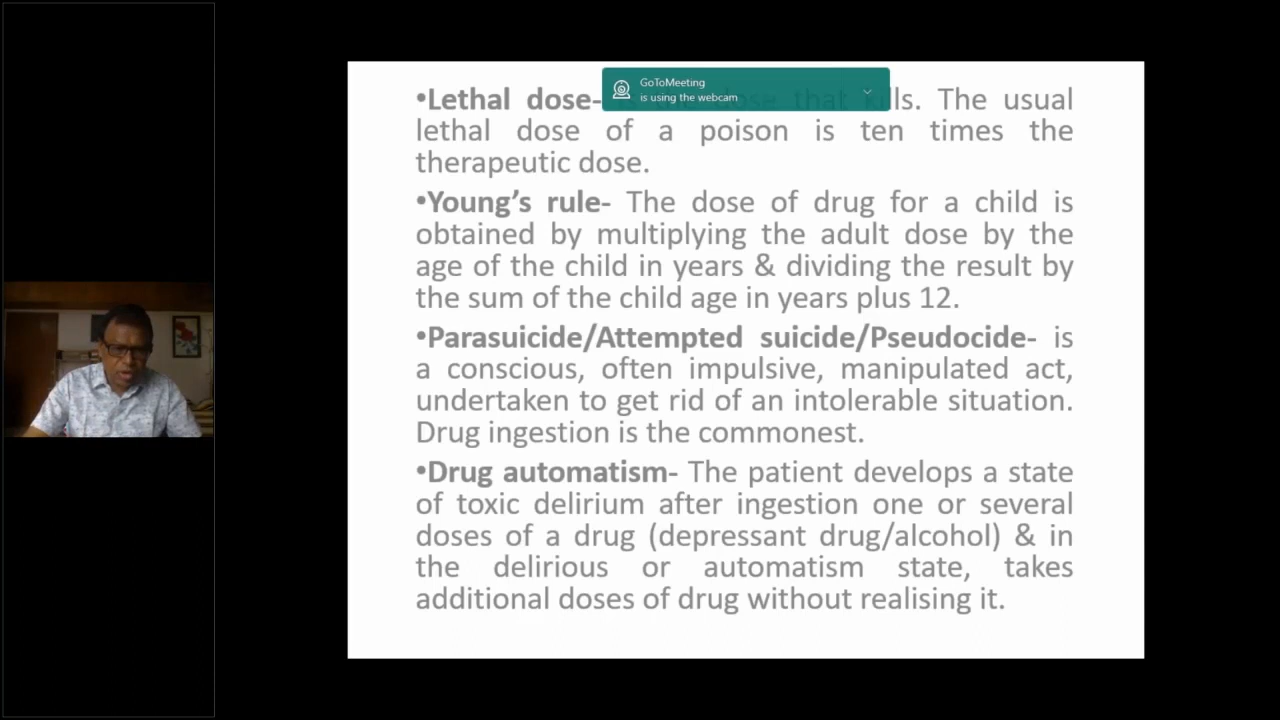 GoToMeeting
is using the webcam
•Lethal dose- dose that kills. The usual
lethal dose of a poison is ten times the
therapeutic dose.
•Young's rule- The dose of drug for a child is
obtained by multiplying the adult dose by the
age of the child in years & dividing the result by
the sum of the child age in years plus 12.
•Parasuicide/Attempted suicide/Pseudocide- is
a conscious, often impulsive, manipulated act,
undertaken to get rid of an intolerable situation.
Drug ingestion is the commonest.
•Drug automatism- The patient develops a state
of toxic delirium after ingestion one or several
doses of a drug (depressant drug/alcohol) & in
the delirious or automatism state, takes
additional doses of drug without realising it.